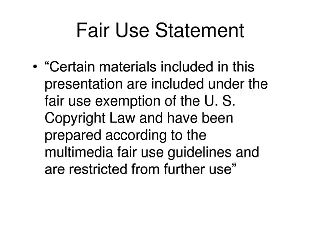 Fair Use Statement
• “Certain materials included in this
presentation are included under the
fair use exemption of the U. S.
Copyright Law and have been
prepared according to the
multimedia fair use guidelines and
are restricted from further use”